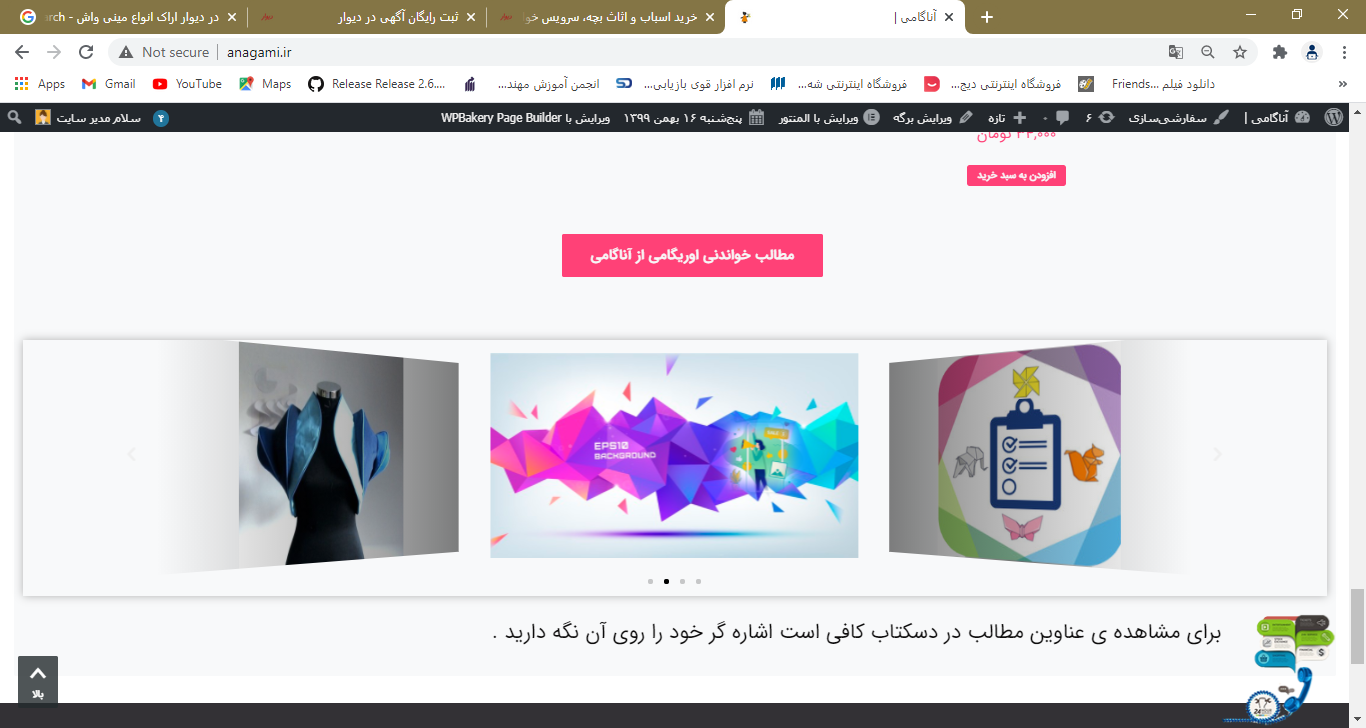 در دیوار اراک انواع مینی واش - rch
ثبت رایگان آگهی در دیوار
خرید اسباب و اثاث بچه، سرویس خو
آناگامی |
Not secure
anagami.ir
Apps
Gmail
YouTube
Maps
Release Release 2.6....
انجمن آموزش مهند...
نرم افزار قوی بازیابی...
فروشگاه اینترنتی شه...
فروشگاه اینترنتی دیج...
دانلود فیلم Friends...
»
آناگامی |
سفارشی‌سازی
۶
۰
تازه
ویرایش برگه
ویرایش با المنتور
پنج‌شنبه ۱۶ بهمن ۱۳۹۹
ویرایش با WPBakery Page Builder
۴
سلام مدیر سایت
تومان
افزودن به سبد خرید
مطالب خواندنی اوریگامی از آناگامی
EPS10
BACKGROUND
برای مشاهده ی عناوین مطالب در دسکتاب کافی است اشاره گر خود را روی آن نگه دارید .
بالا